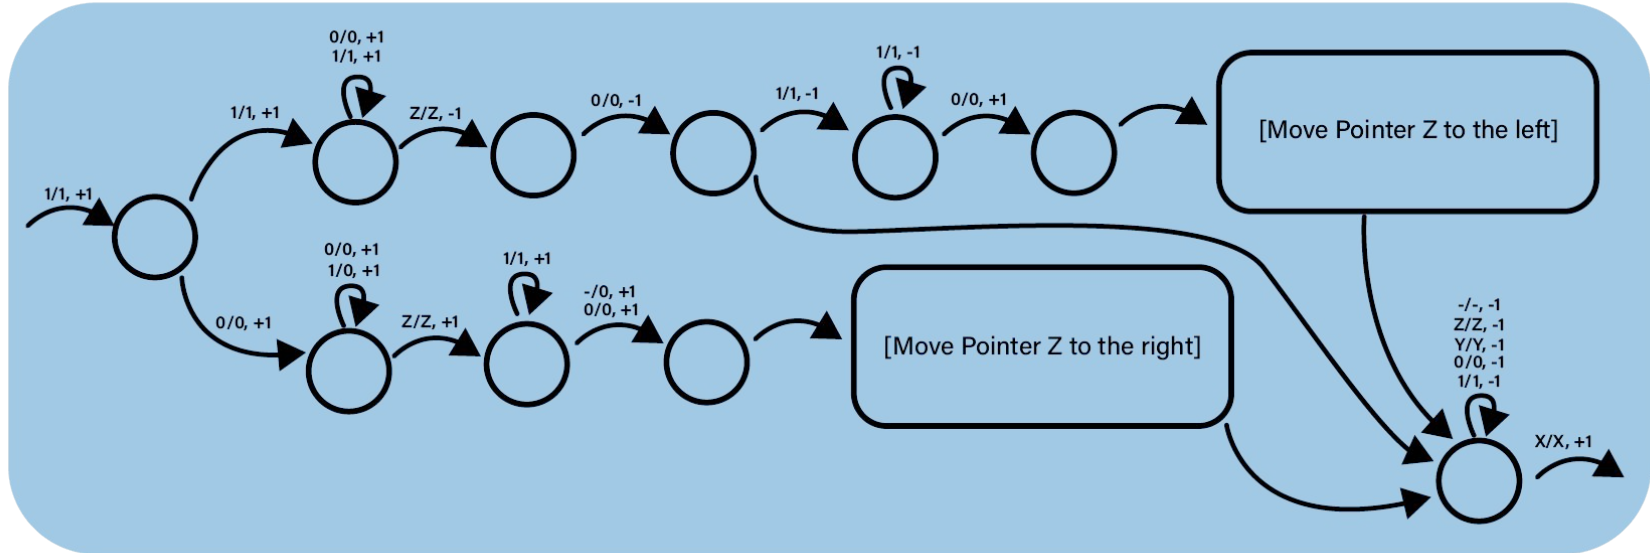 0/0, +1
1/1, +1
1/1, +1
Z/Z, -1
0/0, -1
1/1, -1
1/1, -1
0/0, +1
[Move Pointer Z to the left]
1/1, +1
0/0, +1
0/0, +1
1/0, +1
Z/Z, +1
1/1, +1
-/0, +1
0/0, +1
[Move Pointer Z to the right]
-/-, -1
Z/Z, -1
Y/Y, -1
0/0, -1
1/1, -1
X/X, +1